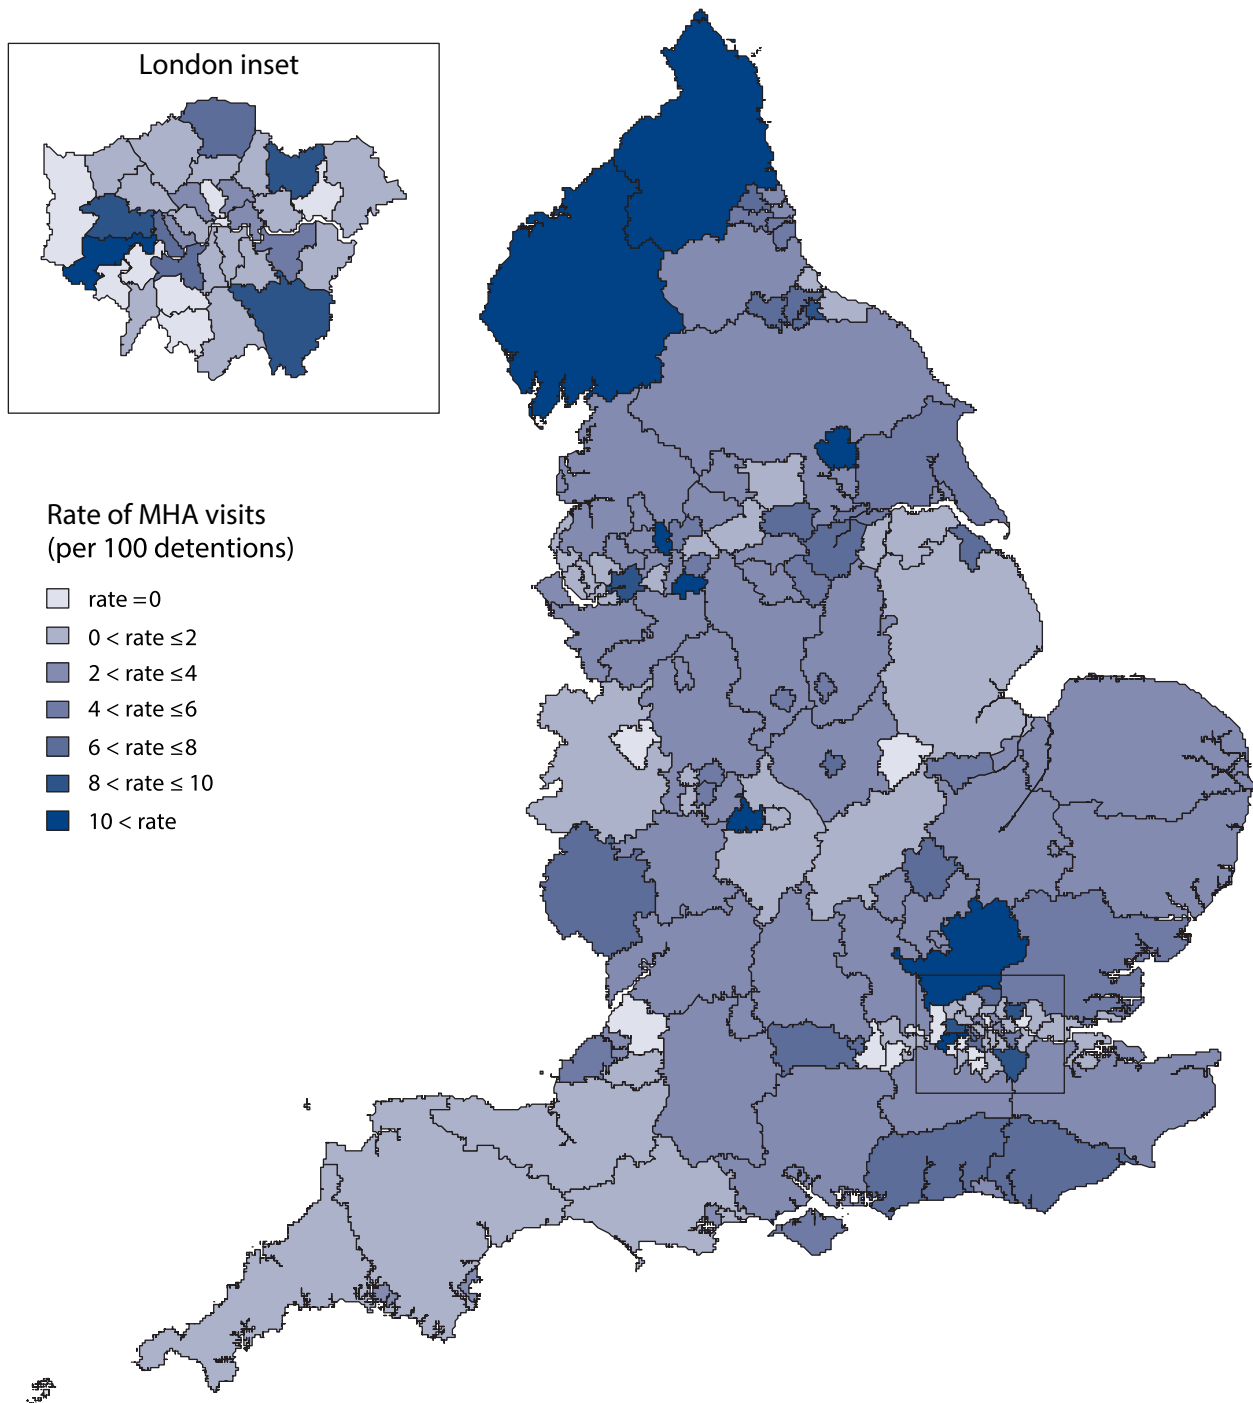 London inset
Rate of MHA visits
(per 100 detentions)
rate =0
0 < rate ≤2
2 < rate ≤4
4 < rate ≤6
6 < rate ≤8
8 < rate ≤ 10
10 < rate